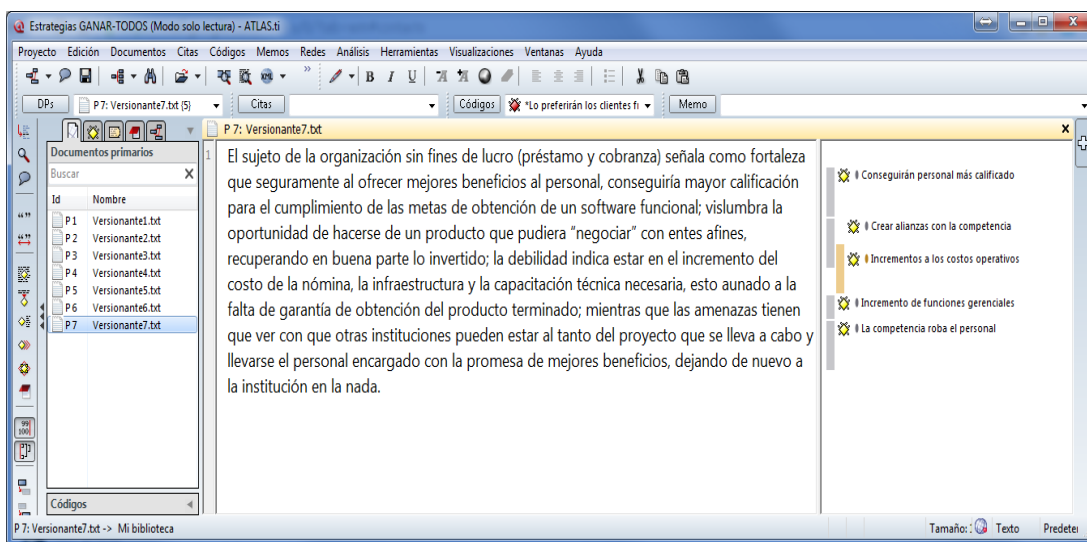 Estrategias GANAR-TODOS (Modo solo lectura) - ATLAS.ti
Proyecto Edición Documentos Citas Códigos Memos Redes Análisis Herramientas Visualizaciones Ventanas Ayuda
B I U
DPs P 7: Versionante7.txt {5} Citas Códigos *Lo preferirán los clientes fi Memo
P 7: Versionante7.txt
Documentos primarios
Buscar
Id Nombre
P 1 Versionante1.txt
P 2 Versionante2.txt
P 3 Versionante3.txt
P 4 Versionante4.txt
P 5 Versionante5.txt
P 6 Versionante6.txt
P 7 Versionante7.txt
Códigos
1
El sujeto de la organización sin fines de lucro (préstamo y cobranza) señala como fortaleza
que seguramente al ofrecer mejores beneficios al personal, conseguiría mayor calificación
para el cumplimiento de las metas de obtención de un software funcional; vislumbra la
oportunidad de hacerse de un producto que pudiera “negociar” con entes afines,
recuperando en buena parte lo invertido; la debilidad indica estar en el incremento del
costo de la nómina, la infraestructura y la capacitación técnica necesaria, esto aunado a la
falta de garantía de obtención del producto terminado; mientras que las amenazas tienen
que ver con que otras instituciones pueden estar al tanto del proyecto que se lleva a cabo y
llevarse el personal encargado con la promesa de mejores beneficios, dejando de nuevo a
la institución en la nada.
Conseguirán personal más calificado
Crear alianzas con la competencia
Incrementos a los costos operativos
Incremento de funciones gerenciales
La competencia roba el personal
P 7: Versionante7.txt -> Mi biblioteca
Tamaño: Texto Predeter